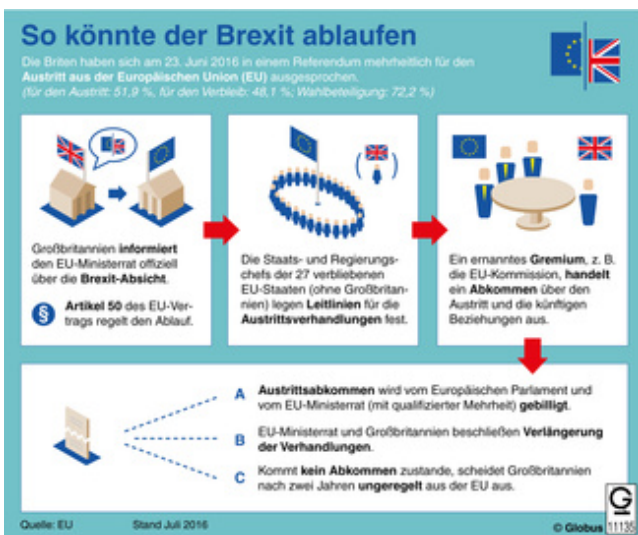 So könnte der Brexit ablaufen
Die Briten haben sich am 23. Juni 2016 in einem Referendum mehrheitlich für den
Austritt aus der Europäischen Union (EU) ausgesprochen.
(für den Austritt: 51,9 %, für den Verbleib: 48,1 %; Wahlbeteiligung: 72,2 %)
Großbritannien informiert
den EU-Ministerrat offiziell
über die Brexit-Absicht.
§ Artikel 50 des EU-Ver-
trags regelt den Ablauf.
Die Staats- und Regierungs-
chefs der 27 verbliebenen
EU-Staaten (ohne Großbritan-
nien) legen Leitlinien für die
Austrittsverhandlungen fest.
Ein ernanntes Gremium, z. B.
die EU-Kommission, handelt
ein Abkommen über den
Austritt und die künftigen
Beziehungen aus.
A Austrittsabkommen wird vom Europäischen Parlament und
vom EU-Ministerrat (mit qualifizierter Mehrheit) gebilligt.
B EU-Ministerrat und Großbritannien beschließen Verlängerung
der Verhandlungen.
C Kommt kein Abkommen zustande, scheidet Großbritannien
nach zwei Jahren ungeregelt aus der EU aus.
Quelle: EU Stand Juli 2016 © Globus
G
11135